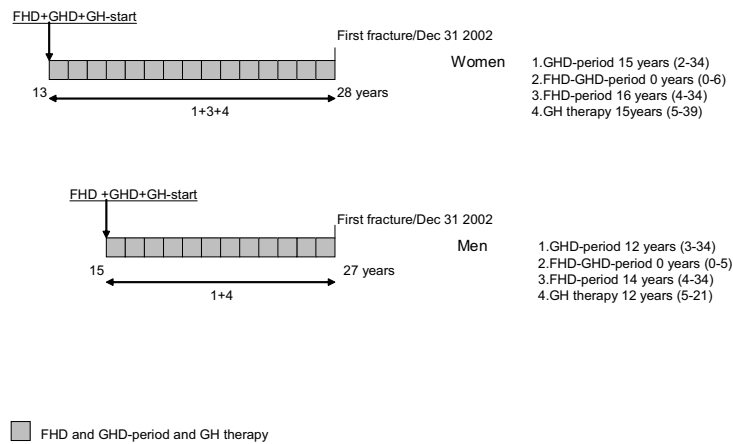 FHD+GHD+GH-start
First fracture/Dec 31 2002
Women
1.GHD-period 15 years (2-34)
2.FHD-GHD-period 0 years (0-6)
3.FHD-period 16 years (4-34)
4.GH therapy 15years (5-39)
13
28 years
1+3+4
FHD +GHD+GH-start
First fracture/Dec 31 2002
Men
1.GHD-period 12 years (3-34)
2.FHD-GHD-period 0 years (0-5)
3.FHD-period 14 years (4-34)
4.GH therapy 12 years (5-21)
15
27 years
1+4
FHD and GHD-period and GH therapy